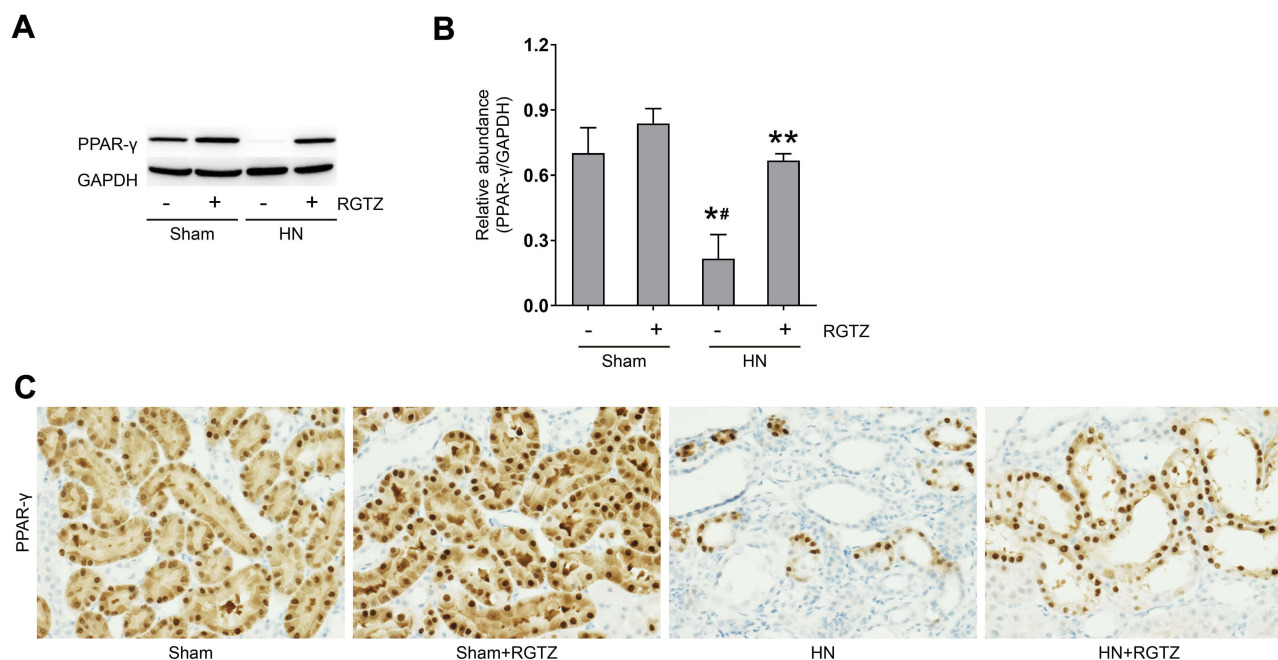 A
PPAR-γ
GAPDH
- + - + RGTZ
Sham HN
B
Relative abundance
(PPAR-γ/GAPDH)
1.2
0.9
0.6
0.3
0.0
*#
**
- + - + RGTZ
Sham HN
C
PPAR-γ
Sham Sham+RGTZ HN HN+RGTZ